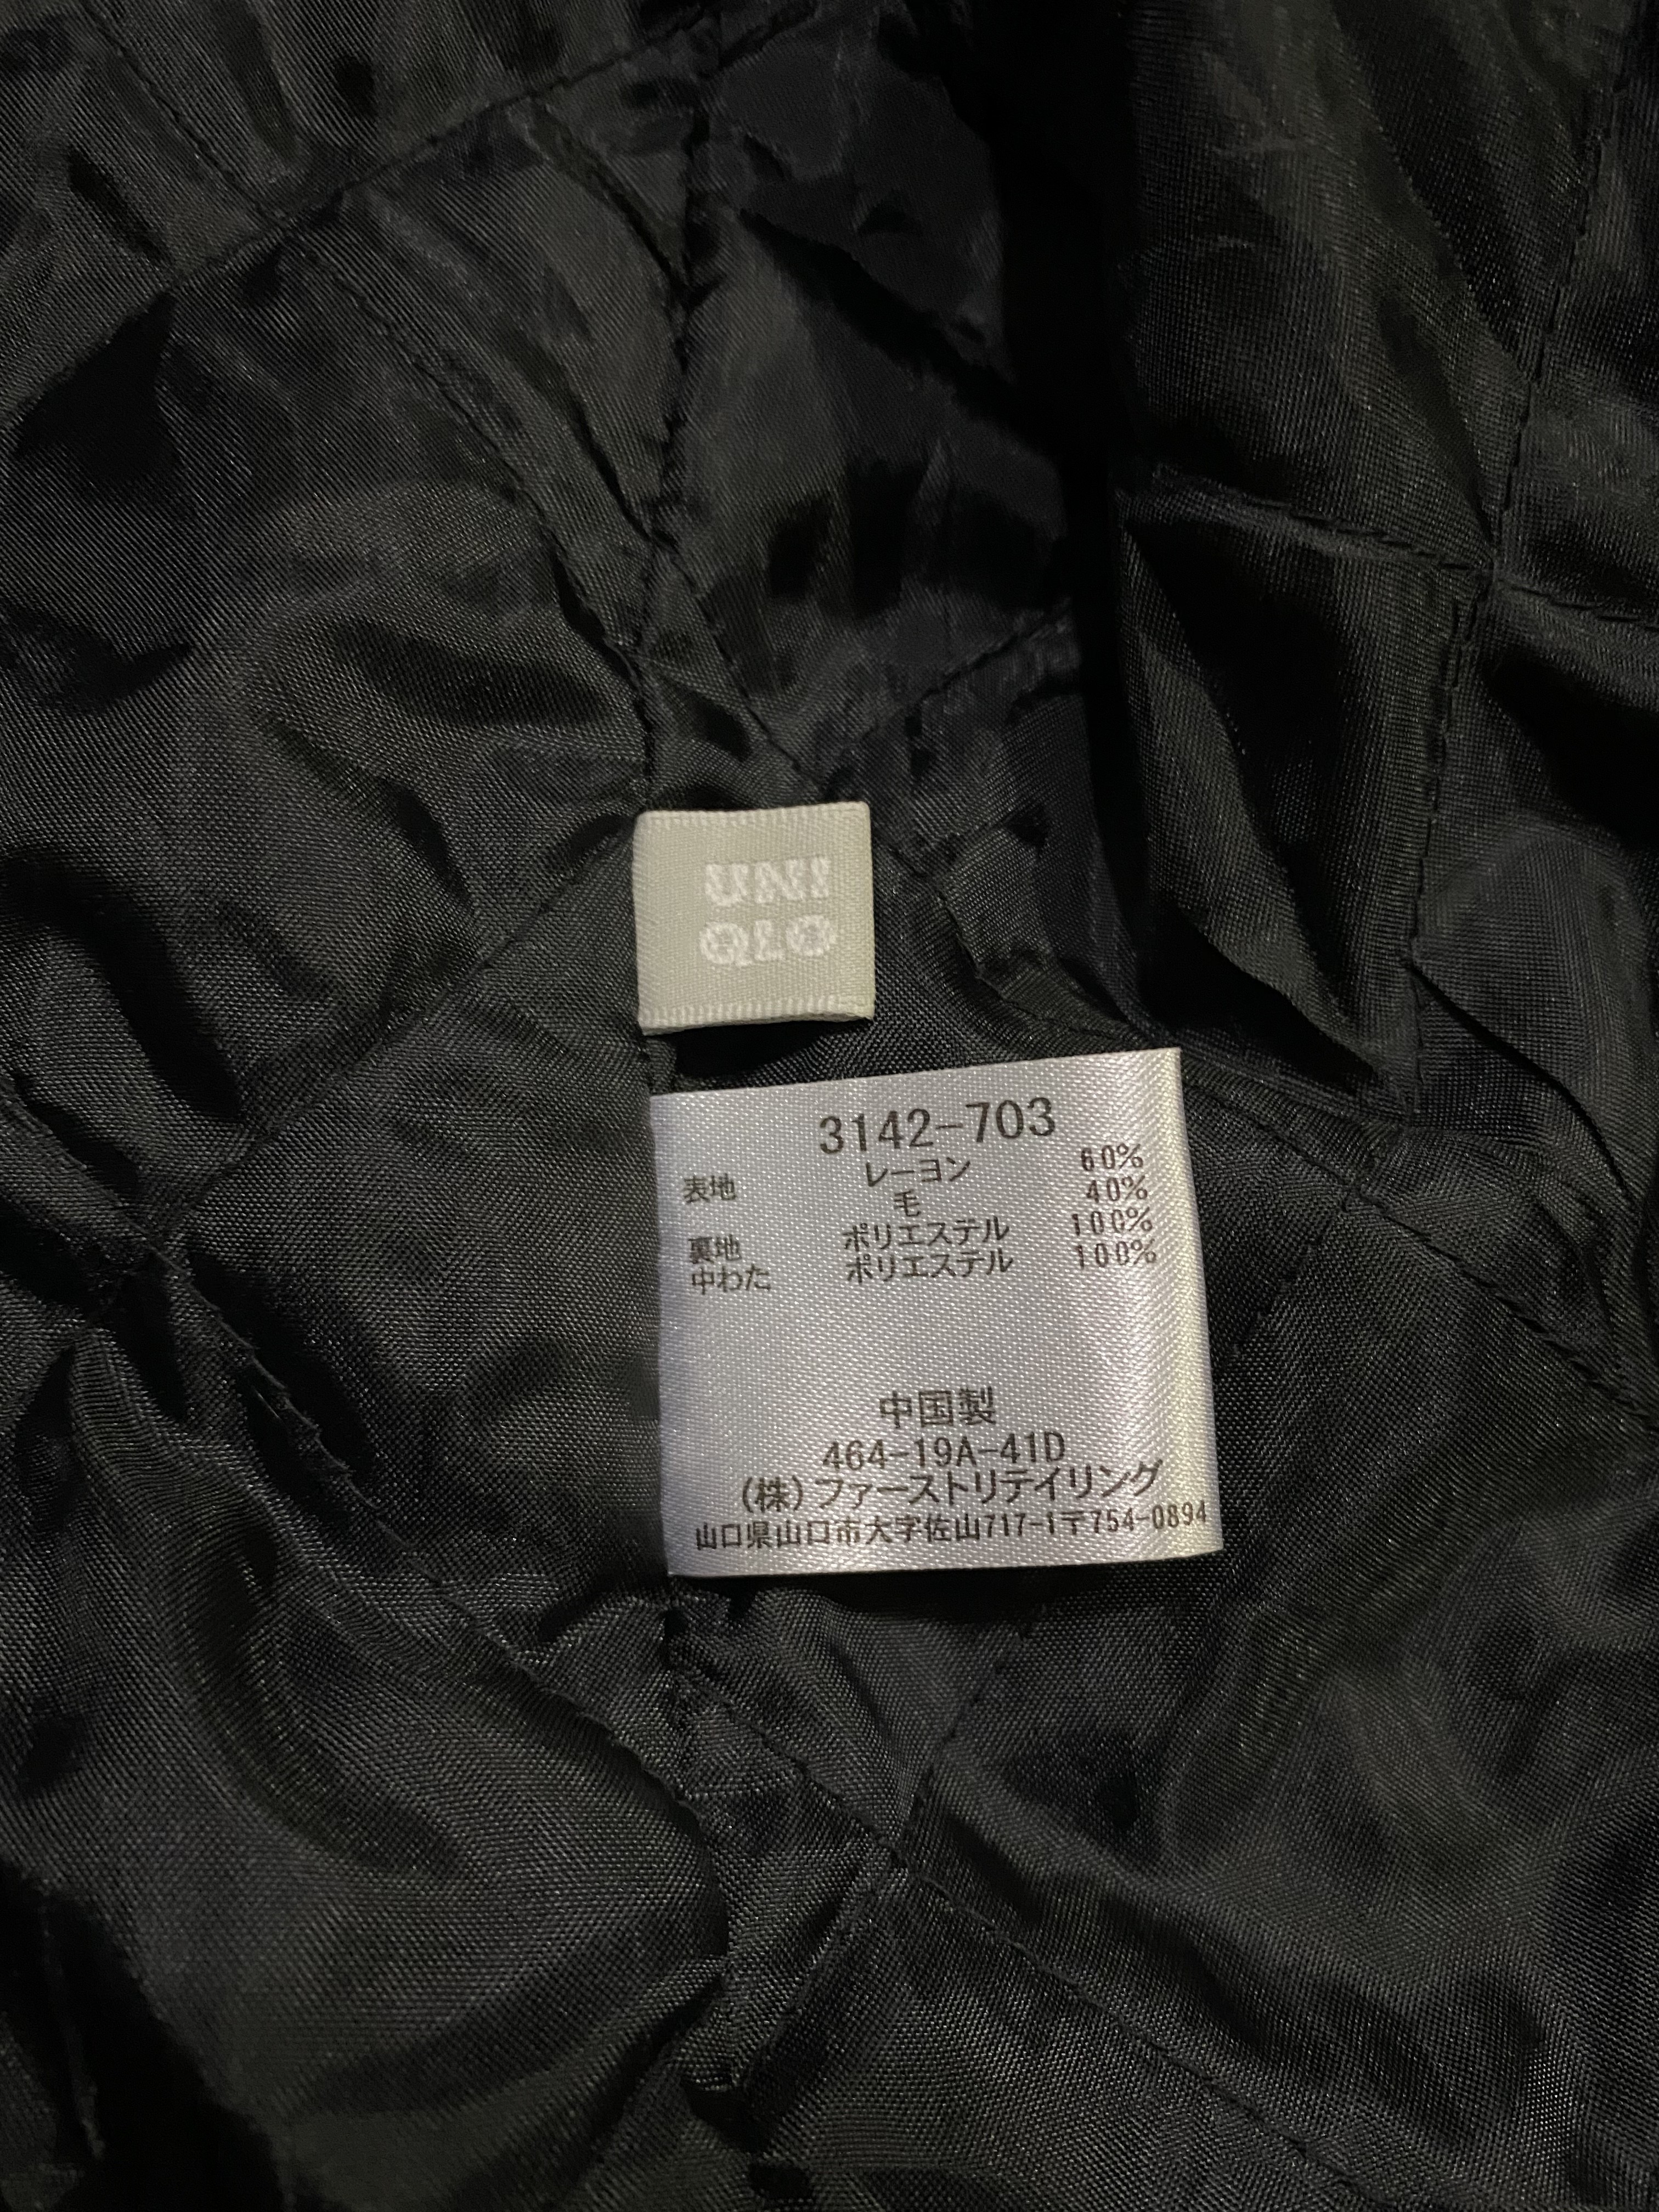 UNI
QLO
3142-703
表地 レーヨン 60%
毛 40%
裏地 ポリエステル 100%
中わた ポリエステル 100%
中国製
464-19A-41D
(株)ファーストリテイリング
山口県山口市大字佐山717-1〒754-0894